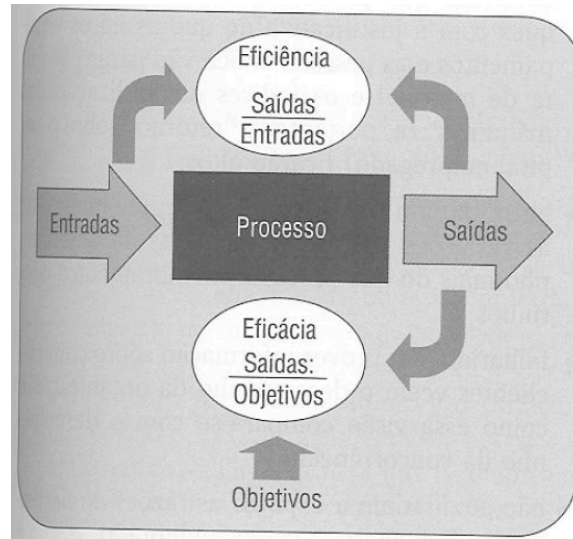 Eficiência
Saídas
Entradas
Entradas
Processo
Saídas
Eficácia
Saídas:
Objetivos
Objetivos